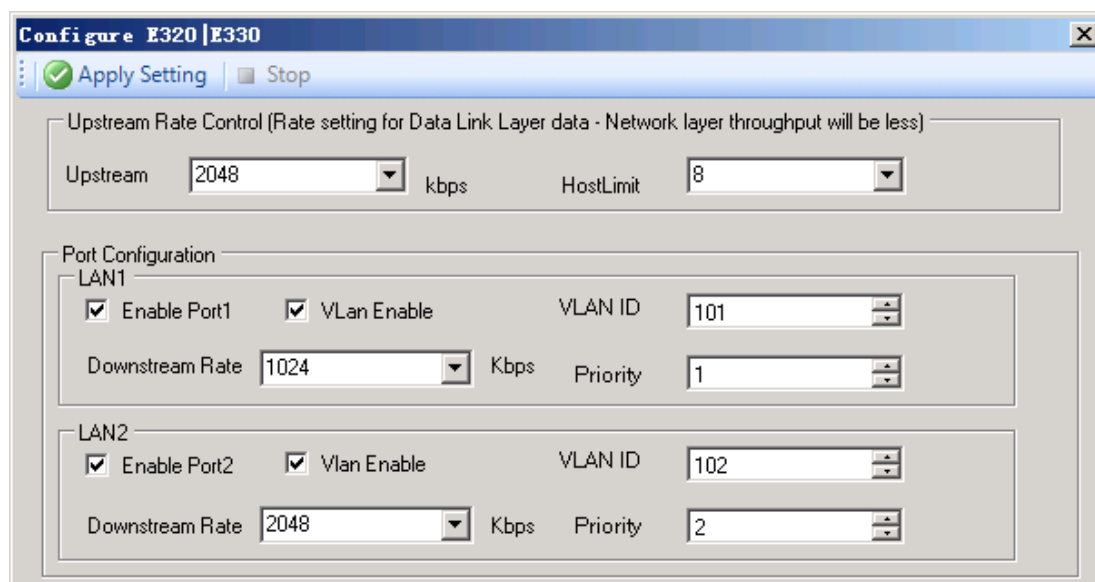 Configure E320|E330
Apply Setting Stop
Upstream Rate Control (Rate setting for Data Link Layer data - Network layer throughput will be less)
Upstream 2048 kbps HostLimit 8
Port Configuration
LAN1
Enable Port1 VLan Enable VLAN ID 101
Downstream Rate 1024 Kbps Priority 1
LAN2
Enable Port2 Vlan Enable VLAN ID 102
Downstream Rate 2048 Kbps Priority 2